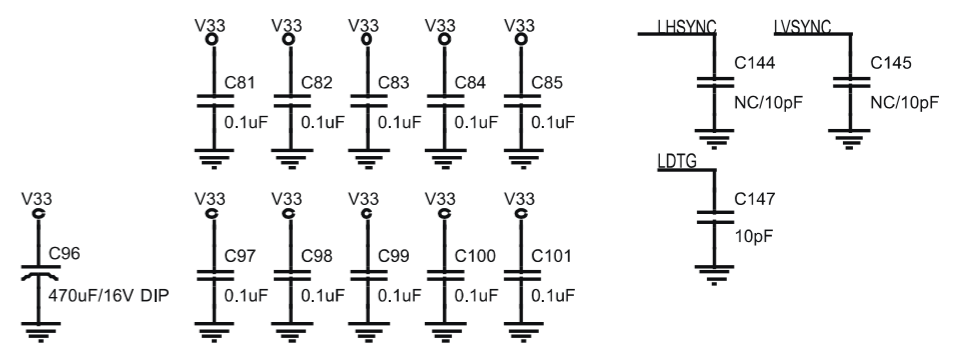 V33 V33 V33 V33 V33 LHSYNC LVSYNC
C81 C82 C83 C84 C85 C144 C145
0.1uF 0.1uF 0.1uF 0.1uF 0.1uF NC/10pF NC/10pF
LDTG
V33 V33 V33 V33 V33 V33 C147
10pF
C96 C97 C98 C99 C100 C101
470uF/16V DIP 0.1uF 0.1uF 0.1uF 0.1uF 0.1uF